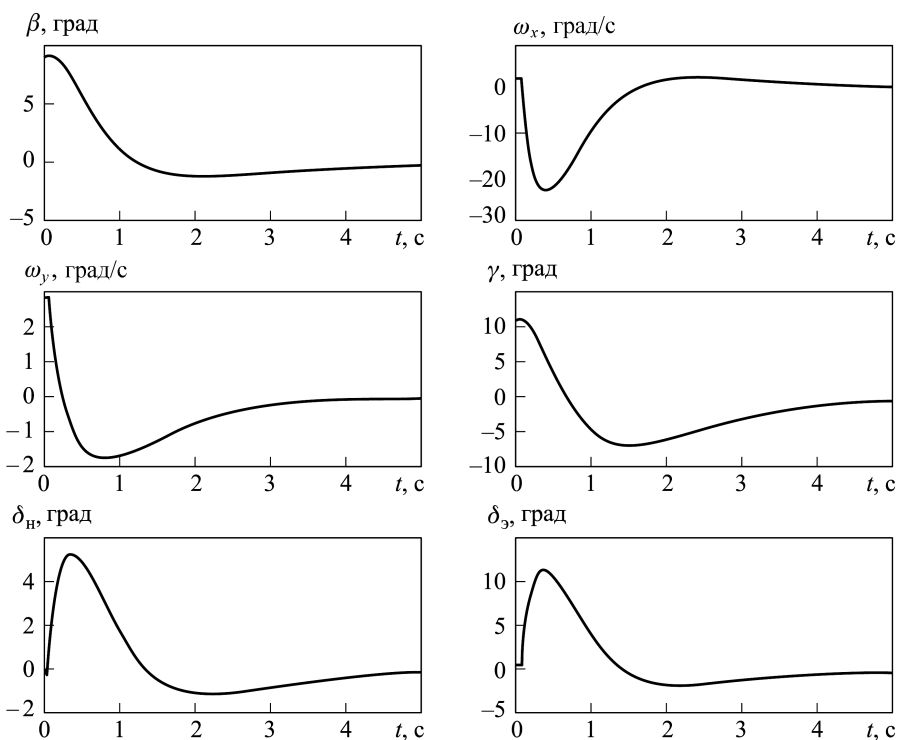 β, град
5
0
–5
0 1 2 3 4 t, с
ω_x, град/с
0
–10
–20
–30
0 1 2 3 4 t, с
ω_y, град/с
2
1
0
–1
–2
0 1 2 3 4 t, с
γ, град
10
5
0
–5
–10
0 1 2 3 4 t, с
δ_н, град
4
2
0
–2
0 1 2 3 4 t, с
δ_э, град
10
5
0
–5
0 1 2 3 4 t, с